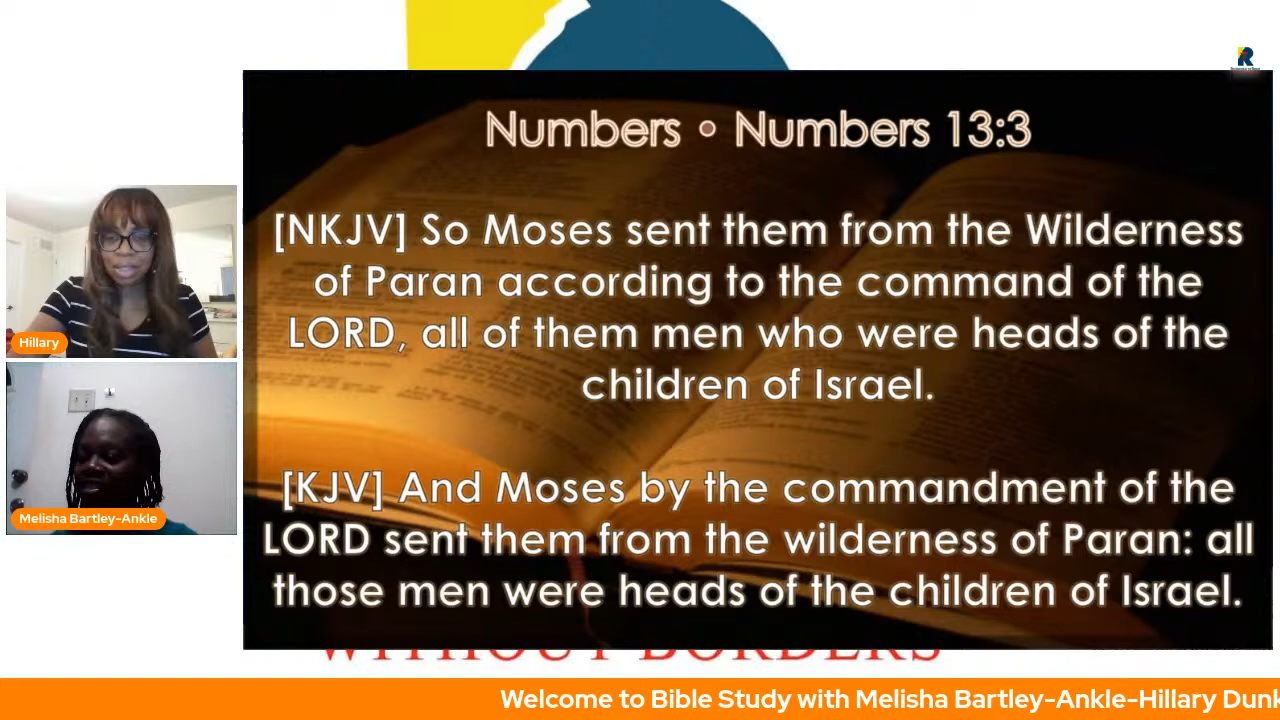 Numbers • Numbers 13:3
[NKJV] So Moses sent them from the Wilderness
of Paran according to the command of the
LORD, all of them men who were heads of the
children of Israel.
[KJV] And Moses by the commandment of the
LORD sent them from the wilderness of Paran: all
those men were heads of the children of Israel.
Hillary
Melisha Bartley-Ankle
WITHOUT BORDERS
Welcome to Bible Study with Melisha Bartley-Ankle-Hillary Dunk